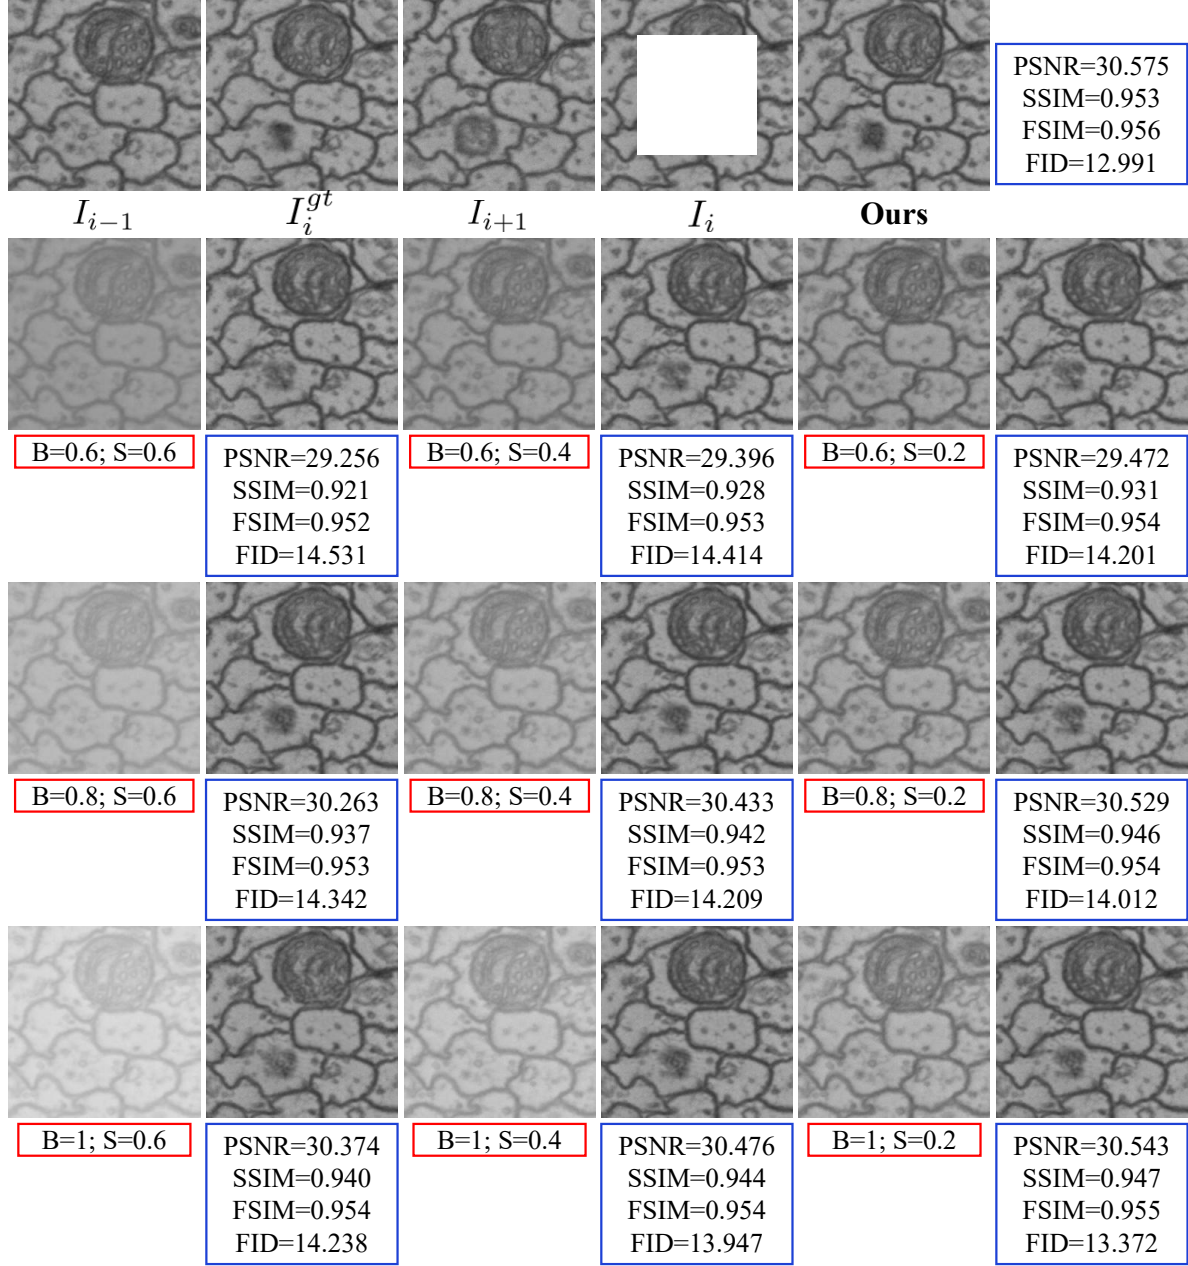 PSNR=30.575
SSIM=0.953
FSIM=0.956
FID=12.991
I_{i-1}
I_i^{gt}
I_{i+1}
I_i
Ours
B=0.6; S=0.6
PSNR=29.256
SSIM=0.921
FSIM=0.952
FID=14.531
B=0.6; S=0.4
PSNR=29.396
SSIM=0.928
FSIM=0.953
FID=14.414
B=0.6; S=0.2
PSNR=29.472
SSIM=0.931
FSIM=0.954
FID=14.201
B=0.8; S=0.6
PSNR=30.263
SSIM=0.937
FSIM=0.953
FID=14.342
B=0.8; S=0.4
PSNR=30.433
SSIM=0.942
FSIM=0.953
FID=14.209
B=0.8; S=0.2
PSNR=30.529
SSIM=0.946
FSIM=0.954
FID=14.012
B=1; S=0.6
PSNR=30.374
SSIM=0.940
FSIM=0.954
FID=14.238
B=1; S=0.4
PSNR=30.476
SSIM=0.944
FSIM=0.954
FID=13.947
B=1; S=0.2
PSNR=30.543
SSIM=0.947
FSIM=0.955
FID=13.372